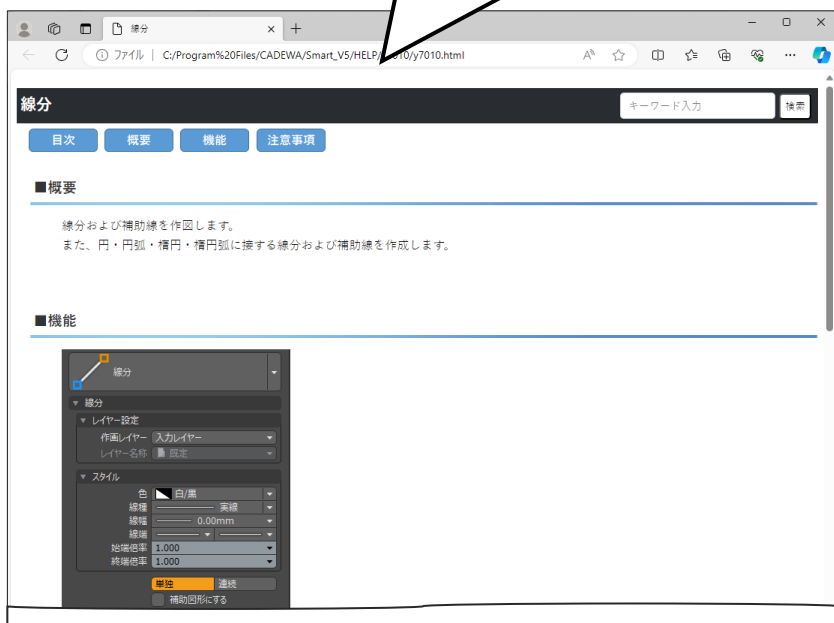 線分
ファイル C:/Program%20Files/CADEWA/Smart_V5/HELP/ 010/y7010.html
線分
キーワード入力
検索
目次 概要 機能 注意事項
■概要
線分および補助線を作図します。
また、円・円弧・楕円・楕円弧に接する線分および補助線を作成します。
■機能
線分
線分
レイヤー設定
作画レイヤー 入力レイヤー
レイヤー名称 既定
スタイル
色 白/黒
線種 実線
線幅 0.00mm
線端
始端倍率 1.000
終端倍率 1.000
単独 連続
補助図形にする